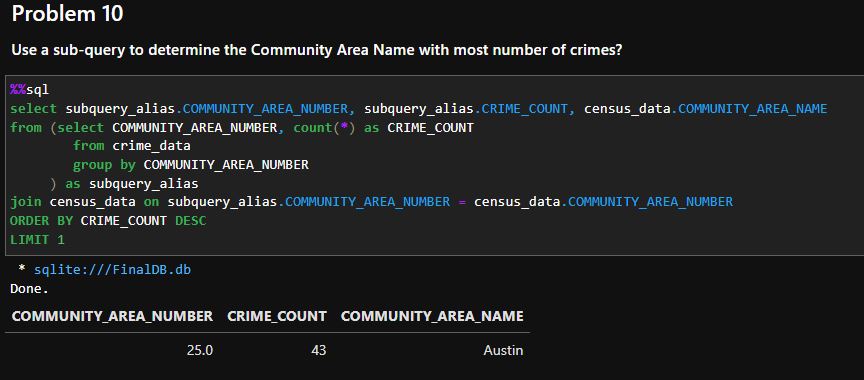 Problem 10
Use a sub-query to determine the Community Area Name with most number of crimes?
%%sql
select subquery_alias.COMMUNITY_AREA_NUMBER, subquery_alias.CRIME_COUNT, census_data.COMMUNITY_AREA_NAME
from (select COMMUNITY_AREA_NUMBER, count(*) as CRIME_COUNT
from crime_data
group by COMMUNITY_AREA_NUMBER
) as subquery_alias
join census_data on subquery_alias.COMMUNITY_AREA_NUMBER = census_data.COMMUNITY_AREA_NUMBER
ORDER BY CRIME_COUNT DESC
LIMIT 1
* sqlite:///FinalDB.db
Done.
COMMUNITY_AREA_NUMBER CRIME_COUNT COMMUNITY_AREA_NAME
25.0 43 Austin